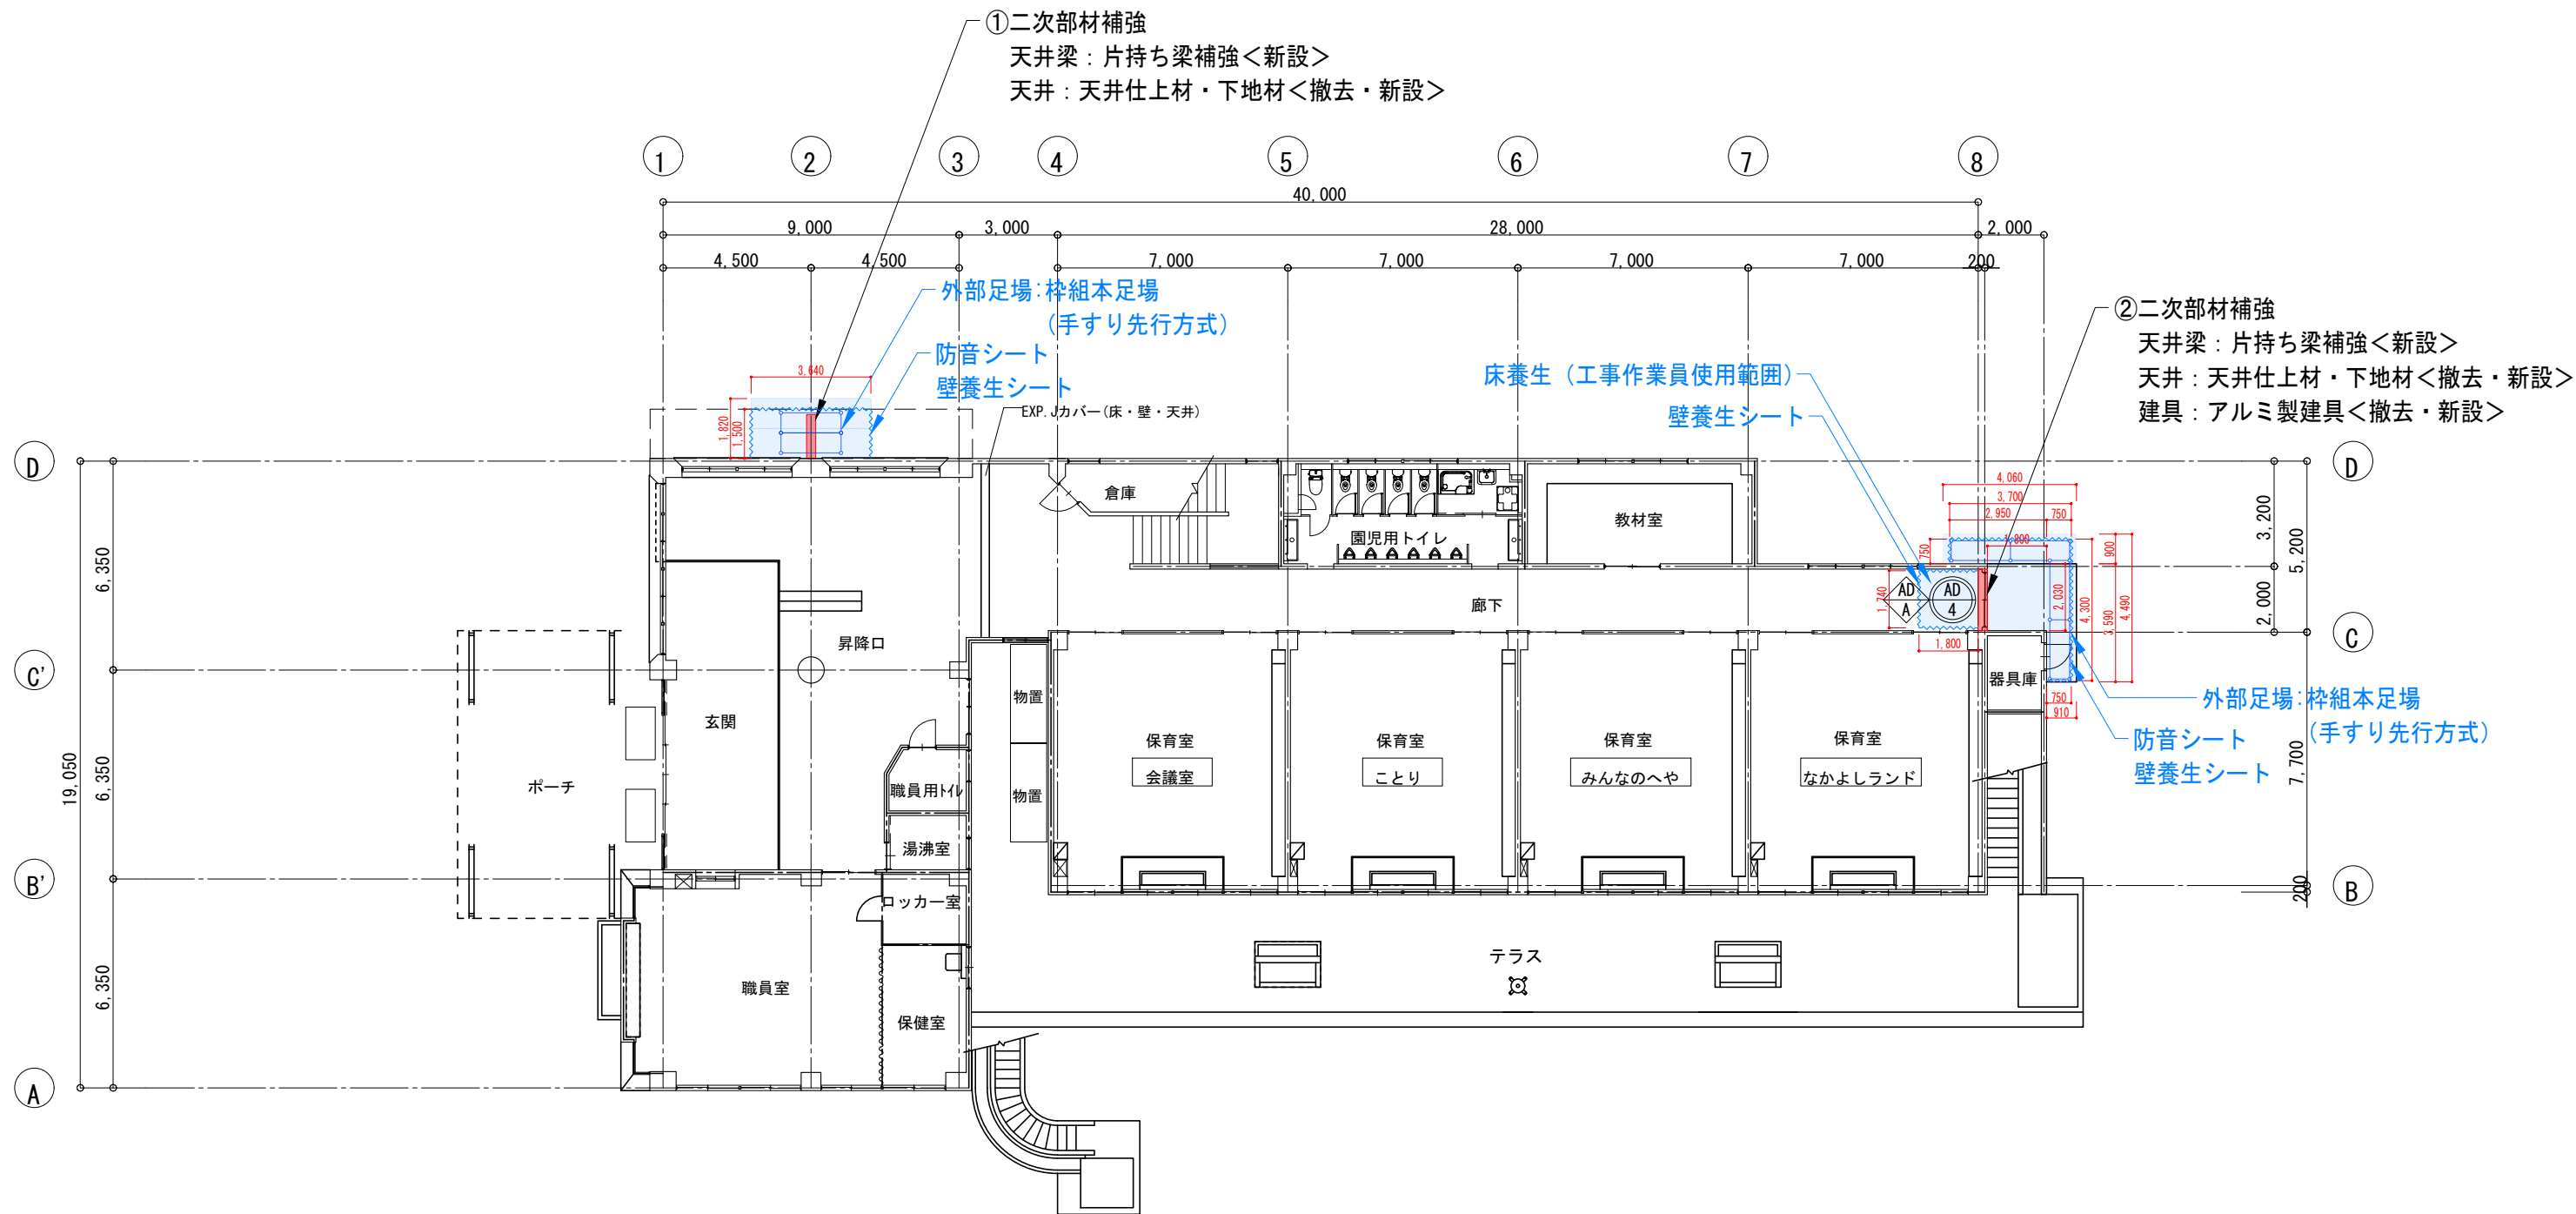 ①二次部材補強
天井梁：片持ち梁補強＜新設＞
天井：天井仕上材・下地材＜撤去・新設＞
1
2
3
4
5
6
7
8
40,000
9,000
3,000
28,000
2,000
4,500
4,500
7,000
7,000
7,000
7,000
200
外部足場：枠組本足場
（手すり先行方式）
防音シート
壁養生シート
3,640
1,820
1,500
EXP.Jカバー（床・壁・天井）
床養生（工事作業員使用範囲）
壁養生シート
②二次部材補強
天井梁：片持ち梁補強＜新設＞
天井：天井仕上材・下地材＜撤去・新設＞
建具：アルミ製建具＜撤去・新設＞
D
D
4,060
3,700
2,950
750
1,800
750
900
倉庫
園児用トイレ
教材室
3,200
5,200
2,000
6,350
廊下
1,740
AD
A
AD
4
2,030
4,300
3,590
4,490
1,800
昇降口
C
C'
物置
器具庫
750
910
外部足場：枠組本足場
（手すり先行方式）
防音シート
壁養生シート
玄関
保育室
会議室
保育室
ことり
保育室
みんなのへや
保育室
なかよしランド
7,700
19,050
6,350
ポーチ
職員用トイレ
物置
湯沸室
B'
B
200
ロッカー室
テラス
職員室
保健室
6,350
A